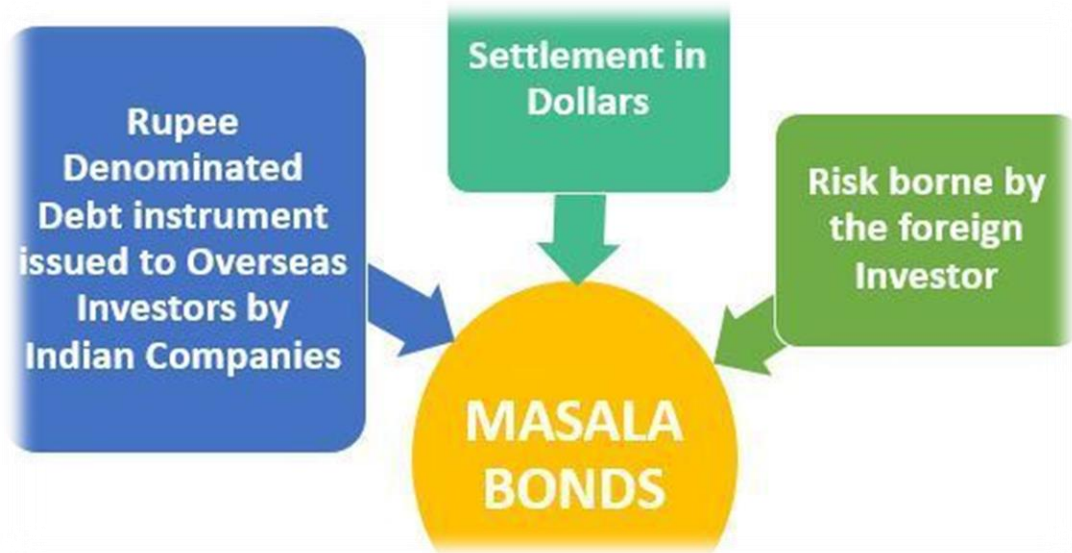 Rupee
Denominated
Debt instrument
issued to Overseas
Investors by
Indian Companies
Settlement in
Dollars
Risk borne by
the foreign
Investor
MASALA
BONDS